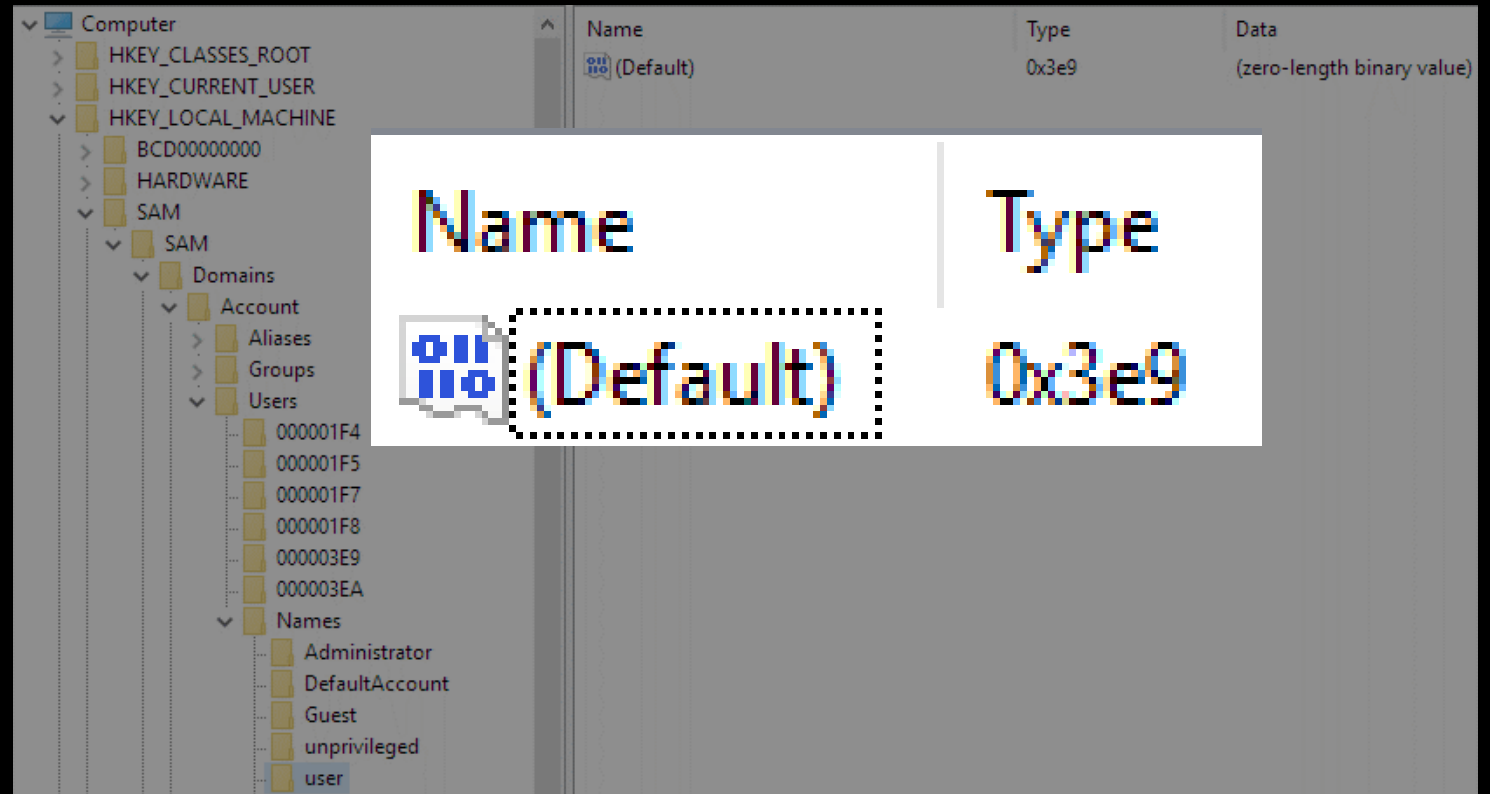 Computer
HKEY_CLASSES_ROOT
HKEY_CURRENT_USER
HKEY_LOCAL_MACHINE
BCD00000000
HARDWARE
SAM
SAM
Domains
Account
Aliases
Groups
Users
000001F4
000001F5
000001F7
000001F8
000003E9
000003EA
Names
Administrator
DefaultAccount
Guest
unprivileged
user
Name Type Data
(Default) 0x3e9 (zero-length binary value)
Name Type
(Default) 0x3e9